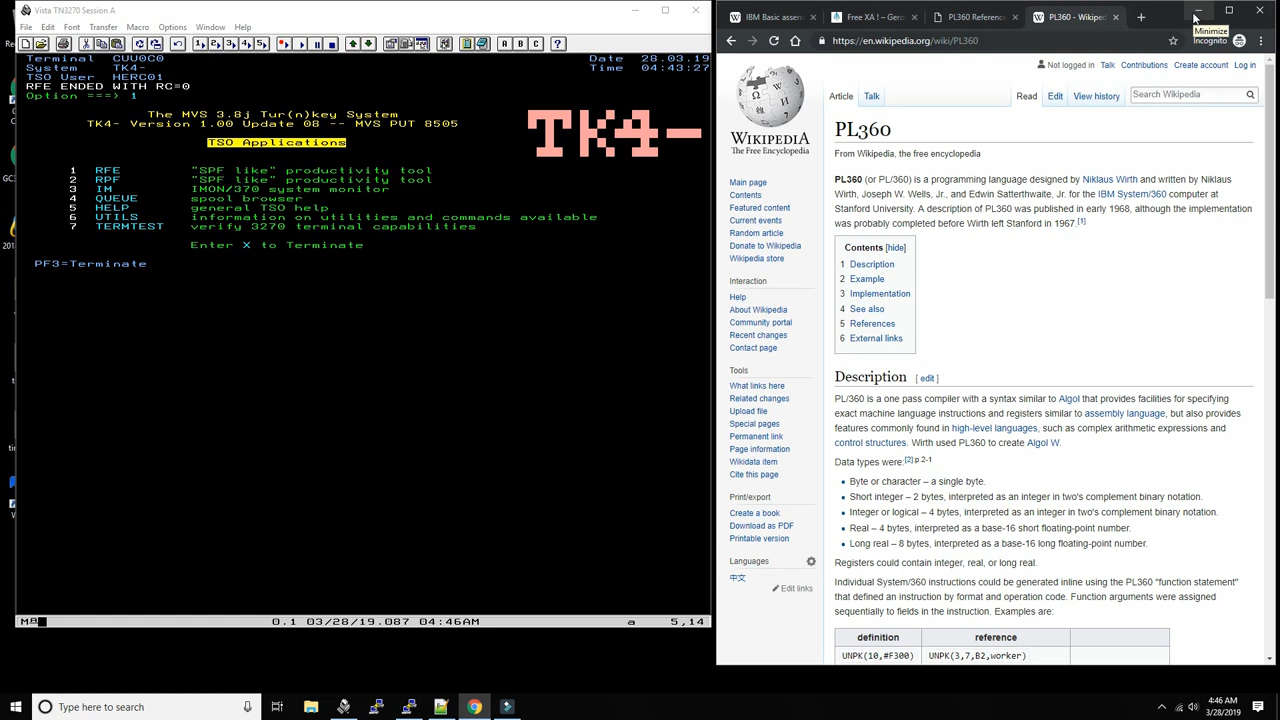 Vista TN3270 Session A
File Edit Font Transfer Macro Options Window Help
Terminal CUU0C0 Date 28.03.19
System TK4- Time 04:43:27
TSO User HERC01
RFE ENDED WITH RC=0
Option ===> 1
The MVS 3.8j Tur(n)key System
TK4- Version 1.00 Update 08 -- MVS PUT 8505
TK4-
TSO Applications
1 RFE "SPF like" productivity tool
2 RPF "SPF like" productivity tool
3 IM IMON/370 system monitor
4 QUEUE spool browser
5 HELP general TSO help
6 UTILS information on utilities and commands available
7 TERMTEST verify 3270 terminal capabilities
Enter X to Terminate
PF3=Terminate
0.1 03/28/19.087 04:46AM a 5,14
IBM Basic assem
Free XA ! – Gero
PL360 Reference
PL360 - Wikiped
Minimize
https://en.wikipedia.org/wiki/PL360
Incognito
Not logged in Talk Contributions Create account Log in
Article Talk Read Edit View history Search Wikipedia
WIKIPEDIA
The Free Encyclopedia
Main page
Contents
Featured content
Current events
Random article
Donate to Wikipedia
Wikipedia store
Interaction
Help
About Wikipedia
Community portal
Recent changes
Contact page
Tools
What links here
Related changes
Upload file
Special pages
Permanent link
Page information
Wikidata item
Cite this page
Print/export
Create a book
Download as PDF
Printable version
Languages
中文
Edit links
PL360
From Wikipedia, the free encyclopedia
PL360 (or PL/360) is a programming language designed by Niklaus Wirth and written by Niklaus
Wirth, Joseph W. Wells, Jr., and Edwin Satterthwaite, Jr. for the IBM System/360 computer at
Stanford University. A description of PL360 was published in early 1968, although the implementation
was probably completed before Wirth left Stanford in 1967.[1]
Contents [hide]
1 Description
2 Example
3 Implementation
4 See also
5 References
6 External links
Description [ edit ]
PL/360 is a one pass compiler with a syntax similar to Algol that provides facilities for specifying
exact machine language instructions and registers similar to assembly language, but also provides
features commonly found in high-level languages, such as complex arithmetic expressions and
control structures. Wirth used PL360 to create Algol W.
Data types were:[2]:p.2-1
Byte or character – a single byte.
Short integer – 2 bytes, interpreted as an integer in two's complement binary notation.
Integer or logical – 4 bytes, interpreted as an integer in two's complement binary notation.
Real – 4 bytes, interpreted as a base-16 short floating-point number.
Long real – 8 bytes, interpreted as a base-16 long floating-point number.
Registers could contain integer, real, or long real.
Individual System/360 instructions could be generated inline using the PL360 "function statement"
that defined an instruction by format and operation code. Function arguments were assigned
sequentially to fields in the instruction. Examples are:
definition reference
UNPK(10,#F300) UNPK(3,7,B2,worker)
Type here to search
4:46 AM
3/28/2019